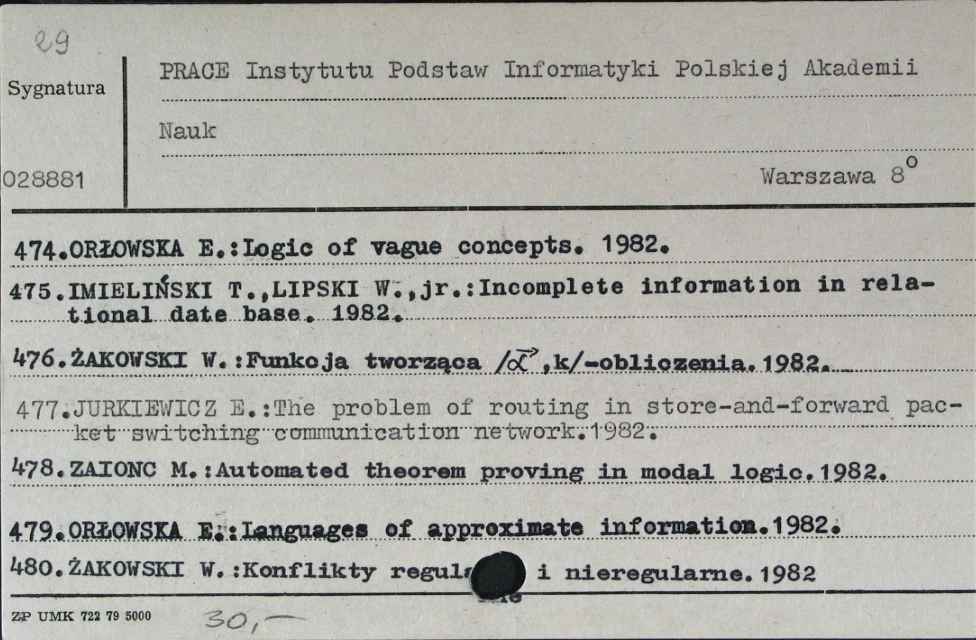 29
PRACE Instytutu Podstaw Informatyki Polskiej Akademii
Sygnatura
Nauk
028881
Warszawa 8°
474.ORŁOWSKA E.:Logic of vague concepts. 1982.
475.IMIELIŃSKI T.,LIPSKI W.,jr.:Incomplete information in rela-
tional date base. 1982.
476.ŻAKOWSKI W.:Funkcja tworząca /α⃗,k/-obliczenia.1982.
477.JURKIEWICZ E.:The problem of routing in store-and-forward pac-
ket switching communication network.1982.
478.ZAIONC M.:Automated theorem proving in modal logic.1982.
479.ORŁOWSKA E.:Languages of approximate information.1982.
480.ŻAKOWSKI W.:Konflikty i nieregularne.1982
ZP UMK 722 79 5000
30,—